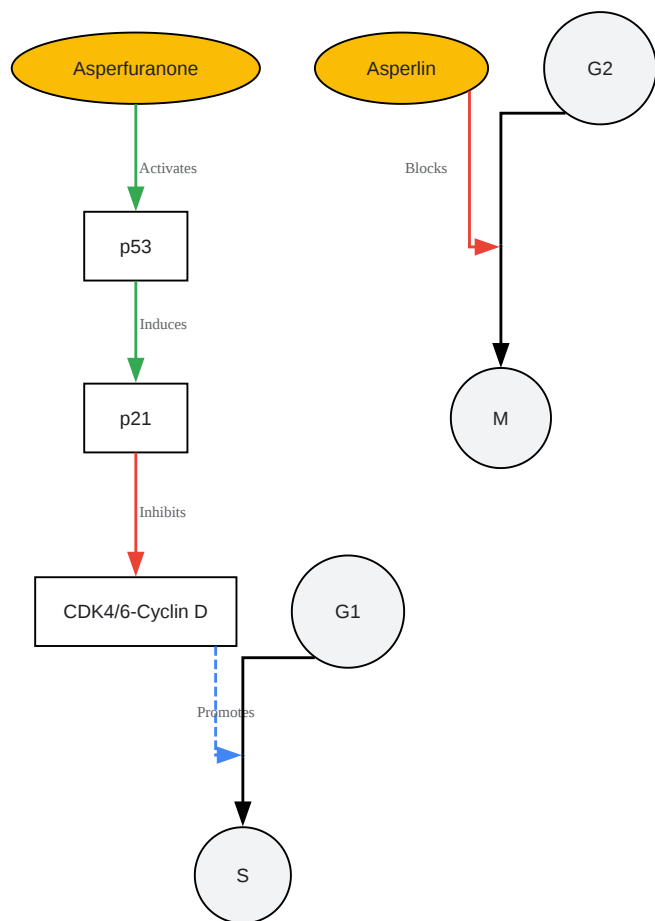 Asperfuranone
Asperlin
G2
Activates
Blocks
p53
Induces
p21
M
Inhibits
CDK4/6-Cyclin D
G1
Promotes
S